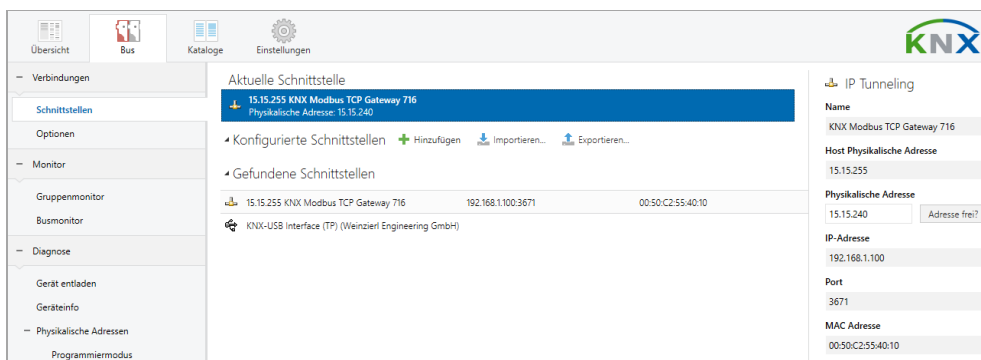 Übersicht
Bus
Kataloge
Einstellungen
KNX
Verbindungen
Schnittstellen
Optionen
Monitor
Gruppenmonitor
Busmonitor
Diagnose
Gerät entladen
Geräteinfo
Physikalische Adressen
Programmiermodus
Aktuelle Schnittstelle
15.15.255 KNX Modbus TCP Gateway 716
Physikalische Adresse: 15.15.240
Konfigurierte Schnittstellen Hinzufügen Importieren... Exportieren...
Gefundene Schnittstellen
15.15.255 KNX Modbus TCP Gateway 716 192.168.1.100:3671 00:50:C2:55:40:10
KNX-USB Interface (TP) (Weinzierl Engineering GmbH)
IP Tunneling
Name
KNX Modbus TCP Gateway 716
Host Physikalische Adresse
15.15.255
Physikalische Adresse
15.15.240 Adresse frei?
IP-Adresse
192.168.1.100
Port
3671
MAC Adresse
00:50:C2:55:40:10